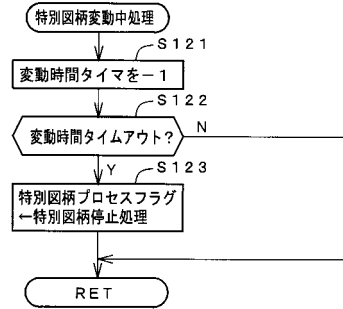 特別図柄変動中処理
S121
変動時間タイマを−1
S122
変動時間タイムアウト?
N
Y
S123
特別図柄プロセスフラグ
←特別図柄停止処理
RET